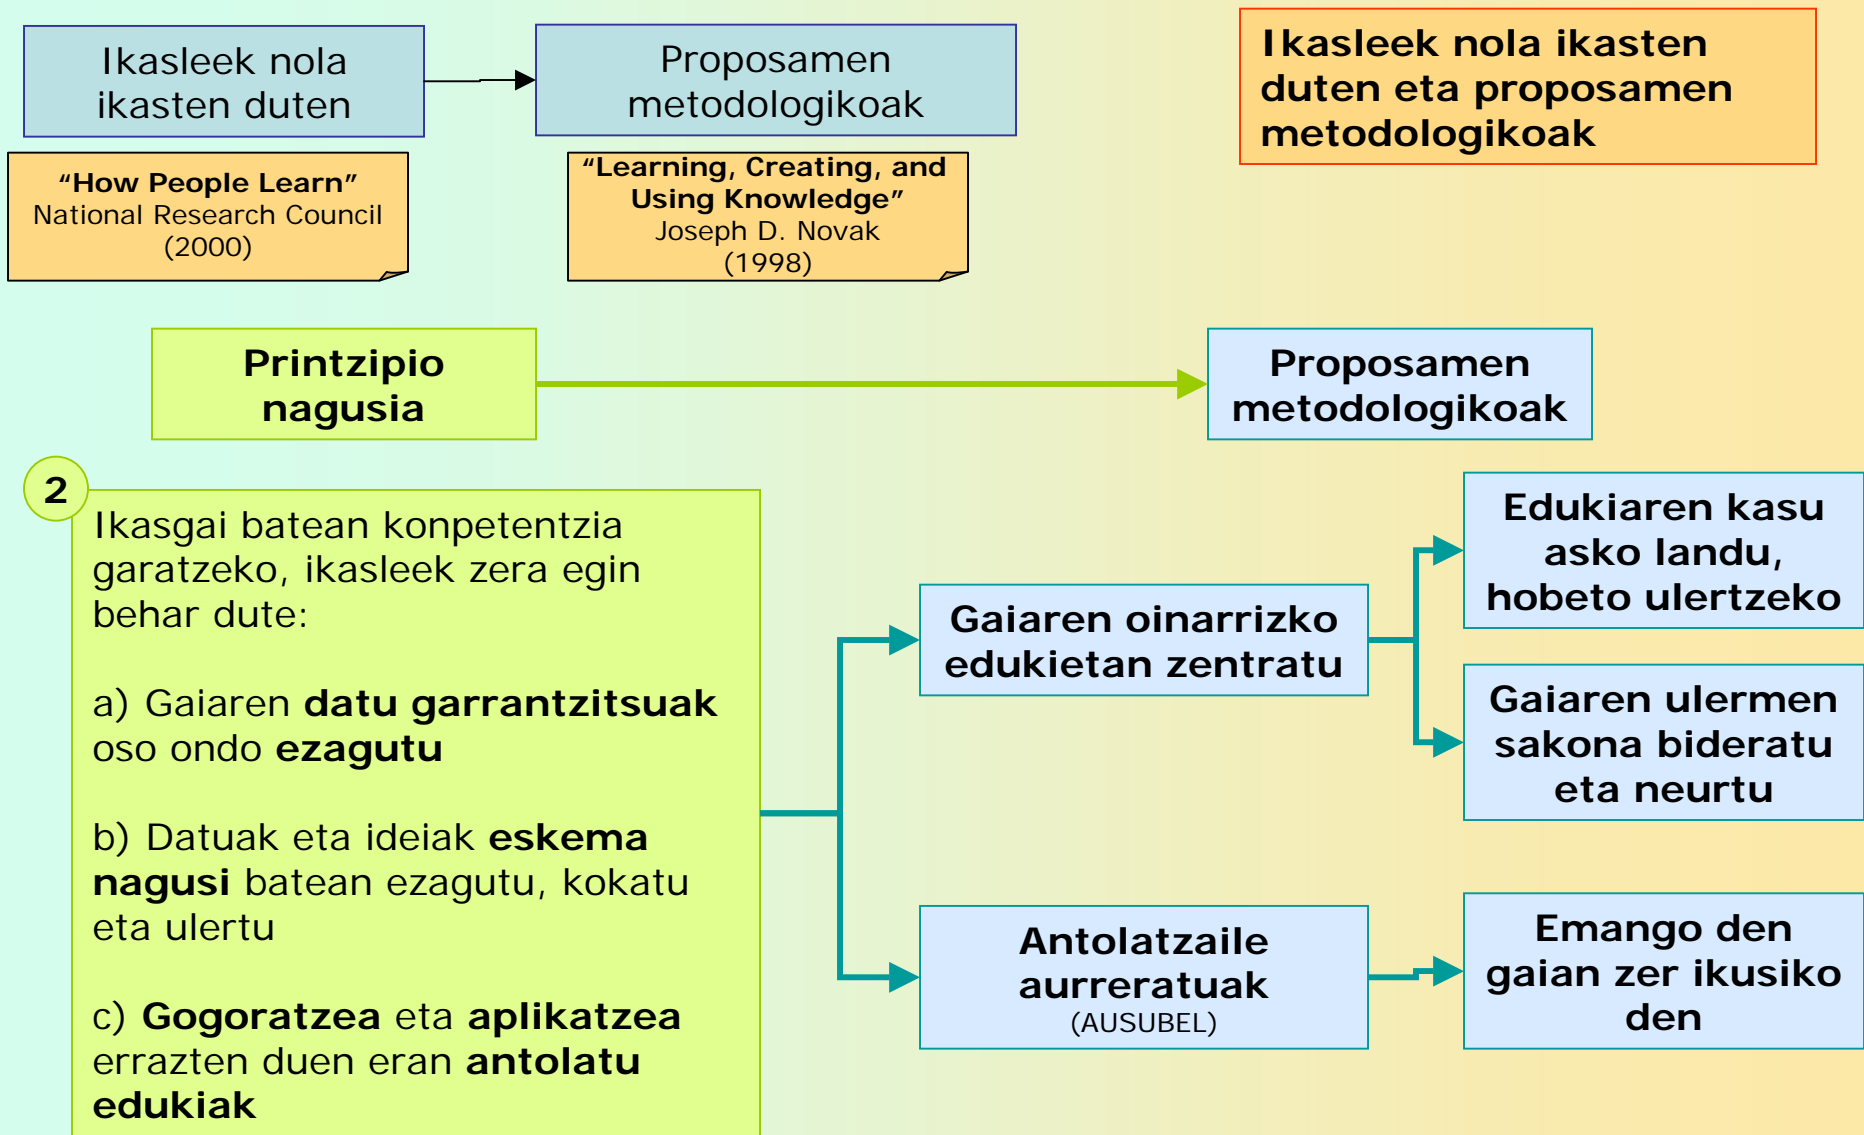 Ikasleek nola
ikasten duten
Proposamen
metodologikoak
Ikasleek nola ikasten
duten eta proposamen
metodologikoak
“How People Learn”
National Research Council
(2000)
“Learning, Creating, and
Using Knowledge”
Joseph D. Novak
(1998)
Printzipio
nagusia
Proposamen
metodologikoak
2
Ikasgai batean konpetentzia
garatzeko, ikasleek zera egin
behar dute:
a) Gaiaren datu garrantzitsuak
oso ondo ezagutu
b) Datuak eta ideiak eskema
nagusi batean ezagutu, kokatu
eta ulertu
c) Gogoratzea eta aplikatzea
errazten duen eran antolatu
edukiak
Gaiaren oinarrizko
edukietan zentratu
Edukiaren kasu
asko landu,
hobeto ulertzeko
Gaiaren ulermen
sakona bideratu
eta neurtu
Antolatzaile
aurreratuak
(AUSUBEL)
Emango den
gaian zer ikusiko
den